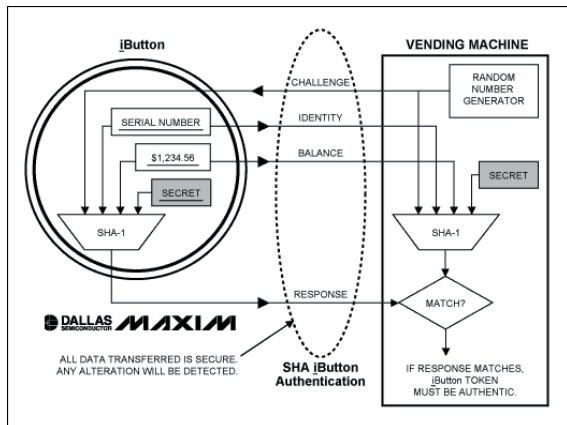 iButton
VENDING MACHINE
CHALLENGE
RANDOM
NUMBER
GENERATOR
SERIAL NUMBER
IDENTITY
$1,234.56
BALANCE
SECRET
SECRET
SHA-1
SHA-1
RESPONSE
MATCH?
DALLAS
SEMICONDUCTOR
MAXIM
ALL DATA TRANSFERRED IS SECURE.
ANY ALTERATION WILL BE DETECTED.
SHA iButton
Authentication
IF RESPONSE MATCHES,
iButton TOKEN
MUST BE AUTHENTIC.